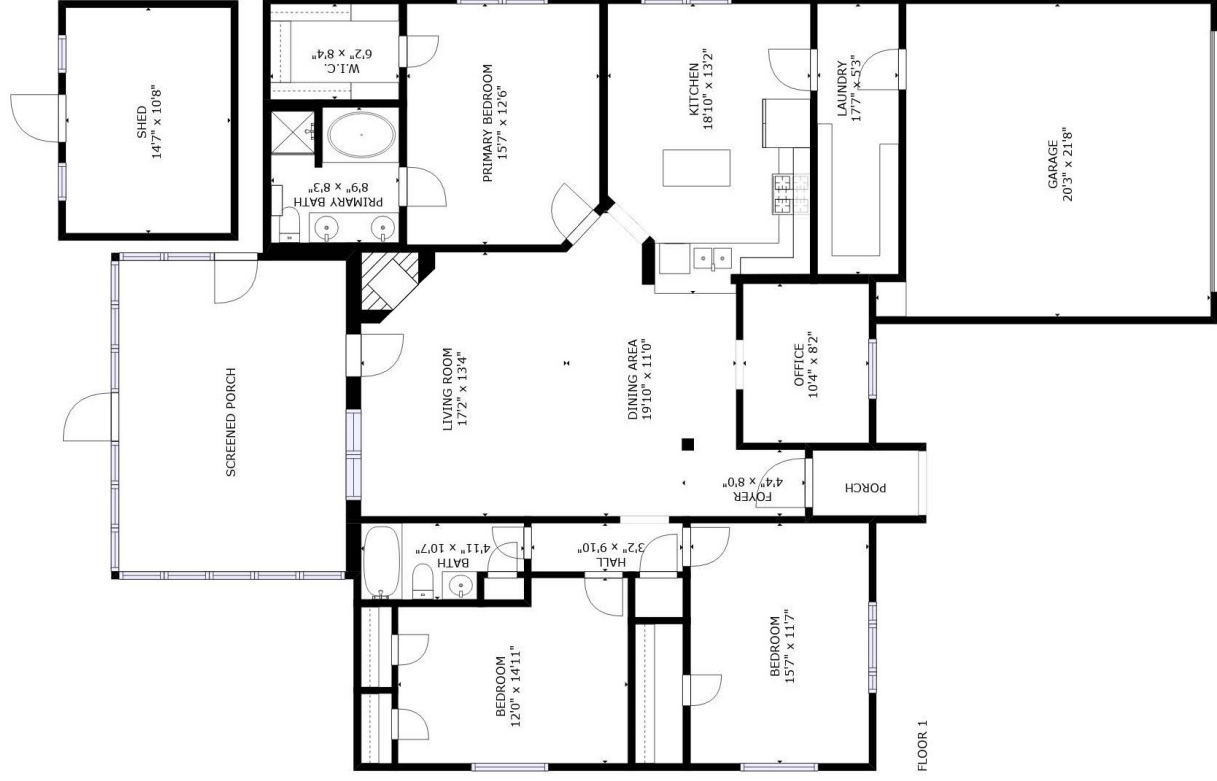 SHED
14'7" x 10'8"
W.I.C.
6'2" x 8'4"
PRIMARY BEDROOM
15'7" x 12'6"
KITCHEN
18'10" x 13'2"
LAUNDRY
17'7" x 5'3"
GARAGE
20'3" x 21'8"
PRIMARY BATH
8'9" x 8'3"
SCREENED PORCH
LIVING ROOM
17'2" x 13'4"
DINING AREA
19'10" x 11'0"
OFFICE
10'4" x 8'2"
FOYER
4'4" x 8'0"
PORCH
BATH
4'11" x 10'7"
HALL
3'2" x 9'10"
BEDROOM
12'0" x 14'11"
BEDROOM
15'7" x 11'7"
FLOOR 1